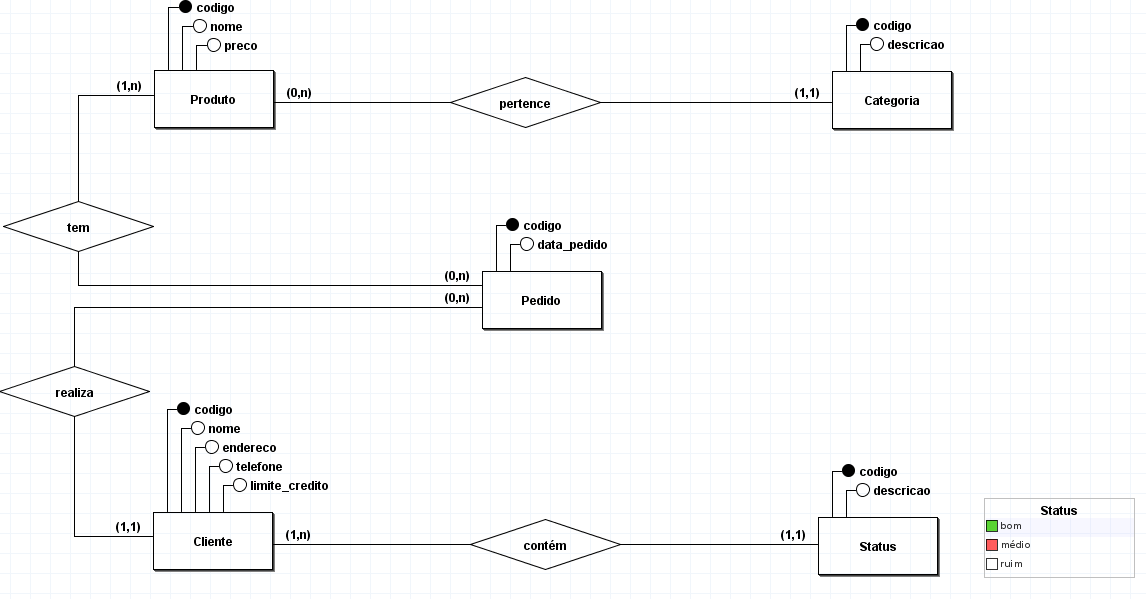 codigo
nome
preco
Produto
(1,n)
(0,n)
pertence
(1,1)
codigo
descricao
Categoria
tem
codigo
data_pedido
(0,n)
(0,n)
Pedido
realiza
codigo
nome
endereco
telefone
limite_credito
(1,1)
Cliente
(1,n)
contém
(1,1)
codigo
descricao
Status
Status
bom
médio
ruim